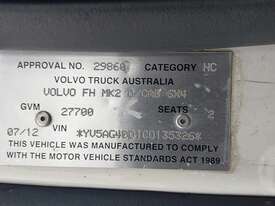 APPROVAL NO. 29860 CATEGORY NC
VOLVO TRUCK AUSTRALIA
VOLVO FH MK2 6X4
GVM 27700 SEATS 2
07/12 VIN
THIS VEHICLE WAS MANUFACTURED TO COMPLY
WITH THE MOTOR VEHICLE STANDARDS ACT 1989